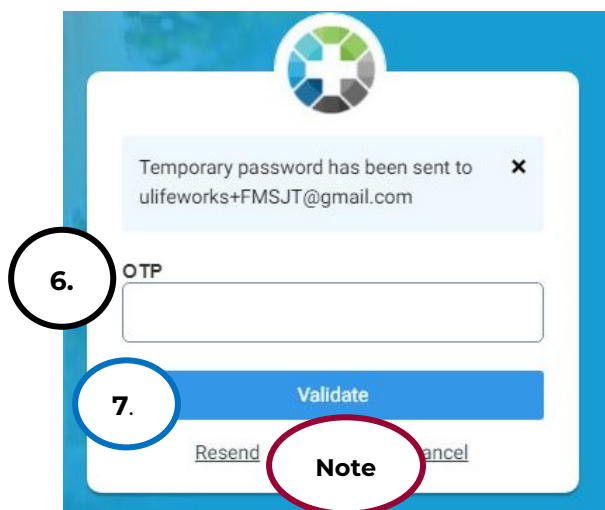 Temporary password has been sent to
ulifeworks+FMSJT@gmail.com
6.
OTP
7.
Validate
Resend
Note
ancel